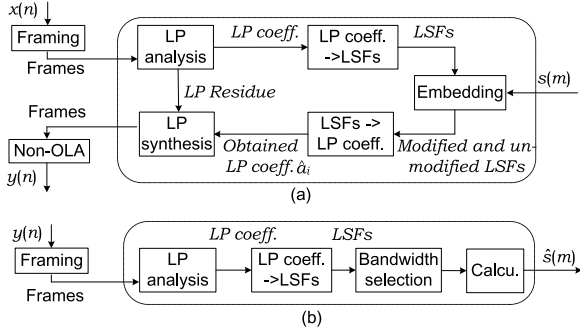 x(n)
Framing
Frames
LP
analysis
LP coeff.
LP coeff.
->LSFs
LSFs
Embedding
s(m)
LP Residue
Frames
LP
synthesis
LSFs ->
LP coeff.
Obtained
LP coeff. âi
Modified and un-
modified LSFs
Non-OLA
y(n)
(a)
y(n)
Framing
Frames
LP
analysis
LP coeff.
LP coeff.
->LSFs
LSFs
Bandwidth
selection
Calcu.
ŝ(m)
(b)